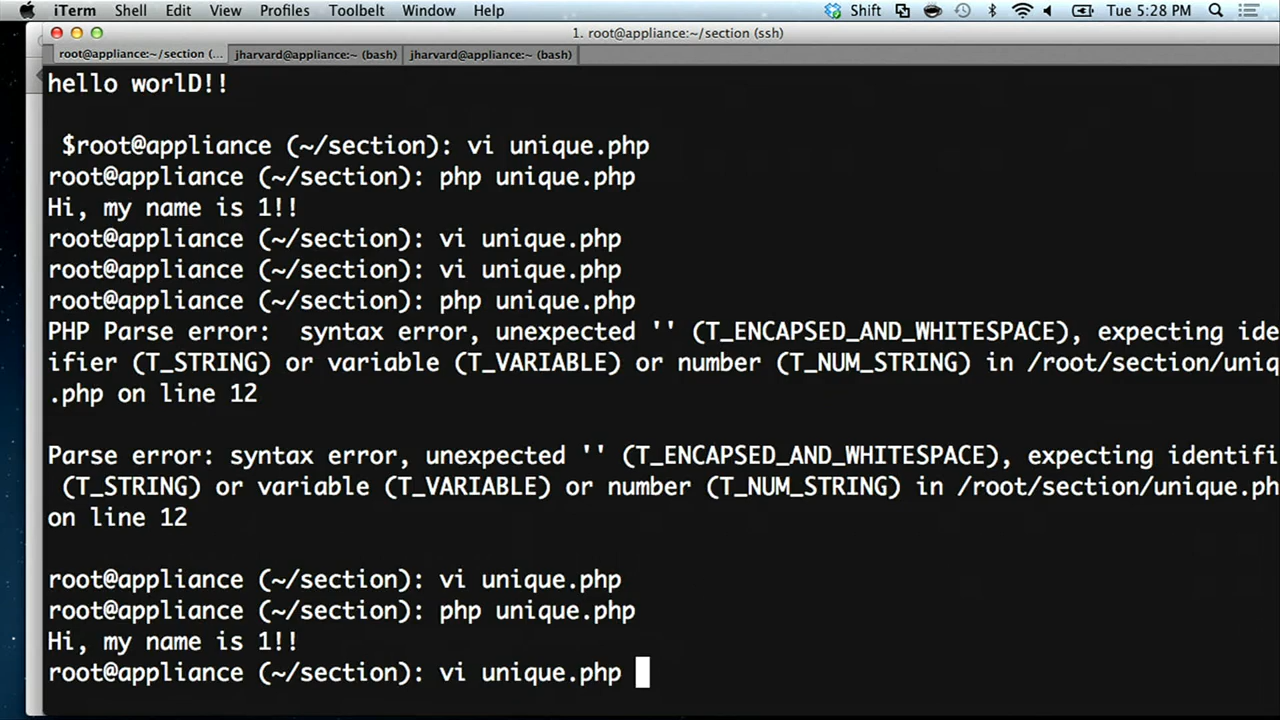 iTerm Shell Edit View Profiles Toolbelt Window Help Shift Tue 5:28 PM
1. root@appliance:~/section (ssh)
root@appliance:~/section (... jharvard@appliance:~ (bash) jharvard@appliance:~ (bash)
hello worlD!!
$root@appliance (~/section): vi unique.php
root@appliance (~/section): php unique.php
Hi, my name is 1!!
root@appliance (~/section): vi unique.php
root@appliance (~/section): vi unique.php
root@appliance (~/section): php unique.php
PHP Parse error:  syntax error, unexpected '' (T_ENCAPSED_AND_WHITESPACE), expecting ide
ifier (T_STRING) or variable (T_VARIABLE) or number (T_NUM_STRING) in /root/section/uniq
.php on line 12
Parse error: syntax error, unexpected '' (T_ENCAPSED_AND_WHITESPACE), expecting identifi
(T_STRING) or variable (T_VARIABLE) or number (T_NUM_STRING) in /root/section/unique.ph
on line 12
root@appliance (~/section): vi unique.php
root@appliance (~/section): php unique.php
Hi, my name is 1!!
root@appliance (~/section): vi unique.php